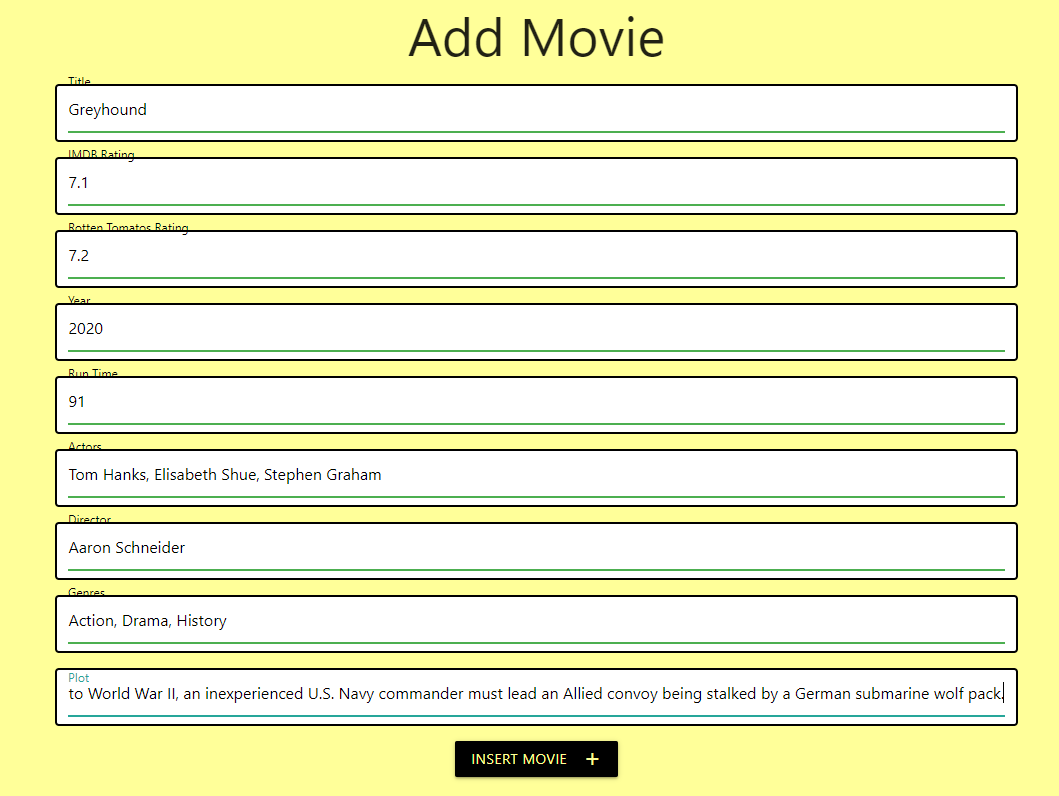 Add Movie
Title
Greyhound
IMDB Rating
7.1
Rotten Tomatos Rating
7.2
Year
2020
Run Time
91
Actors
Tom Hanks, Elisabeth Shue, Stephen Graham
Director
Aaron Schneider
Genres
Action, Drama, History
Plot
to World War II, an inexperienced U.S. Navy commander must lead an Allied convoy being stalked by a German submarine wolf pack.
INSERT MOVIE +